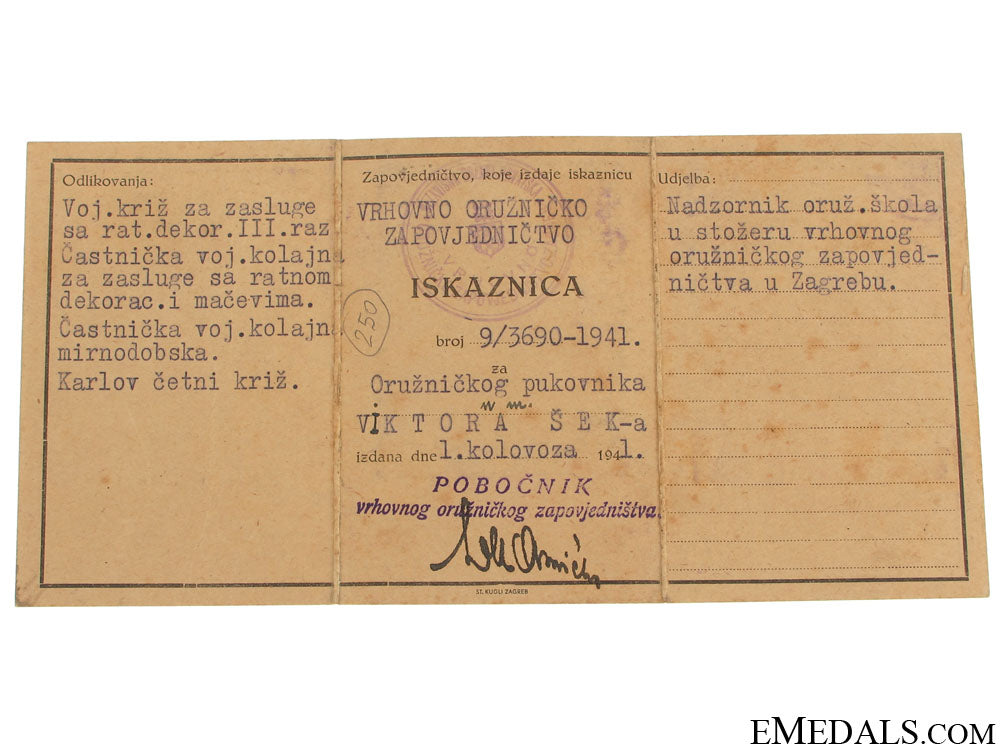 Odlikovanja:
Voj.križ za zasluge
sa rat.dekor.III.raz
Častnička voj.kolajna
za zasluge sa ratnom
dekorac.i mačevima.
Častnička voj.kolajn
mirnodobska.
Karlov četni križ.
Zapovjedničtvo, koje izdaje iskaznicu
VRHOVNO ORUŽNIČKO
ZAPOVJEDNIČTVO
ISKAZNICA
250
broj 9/3690-1941.
za
Oružničkog pukovnika
VIKTORA ŠEK-a
izdana dne 1.kolovoza 1941.
POBOČNIK
vrhovnog oružničkog zapovjedništva.
ST. KUGLI ZAGREB
Udjelba:
Nadzornik oruž.škola
u stožeru vrhovnog
oružničkog zapovjed-
ničtva u Zagrebu.
EMEDALS.COM